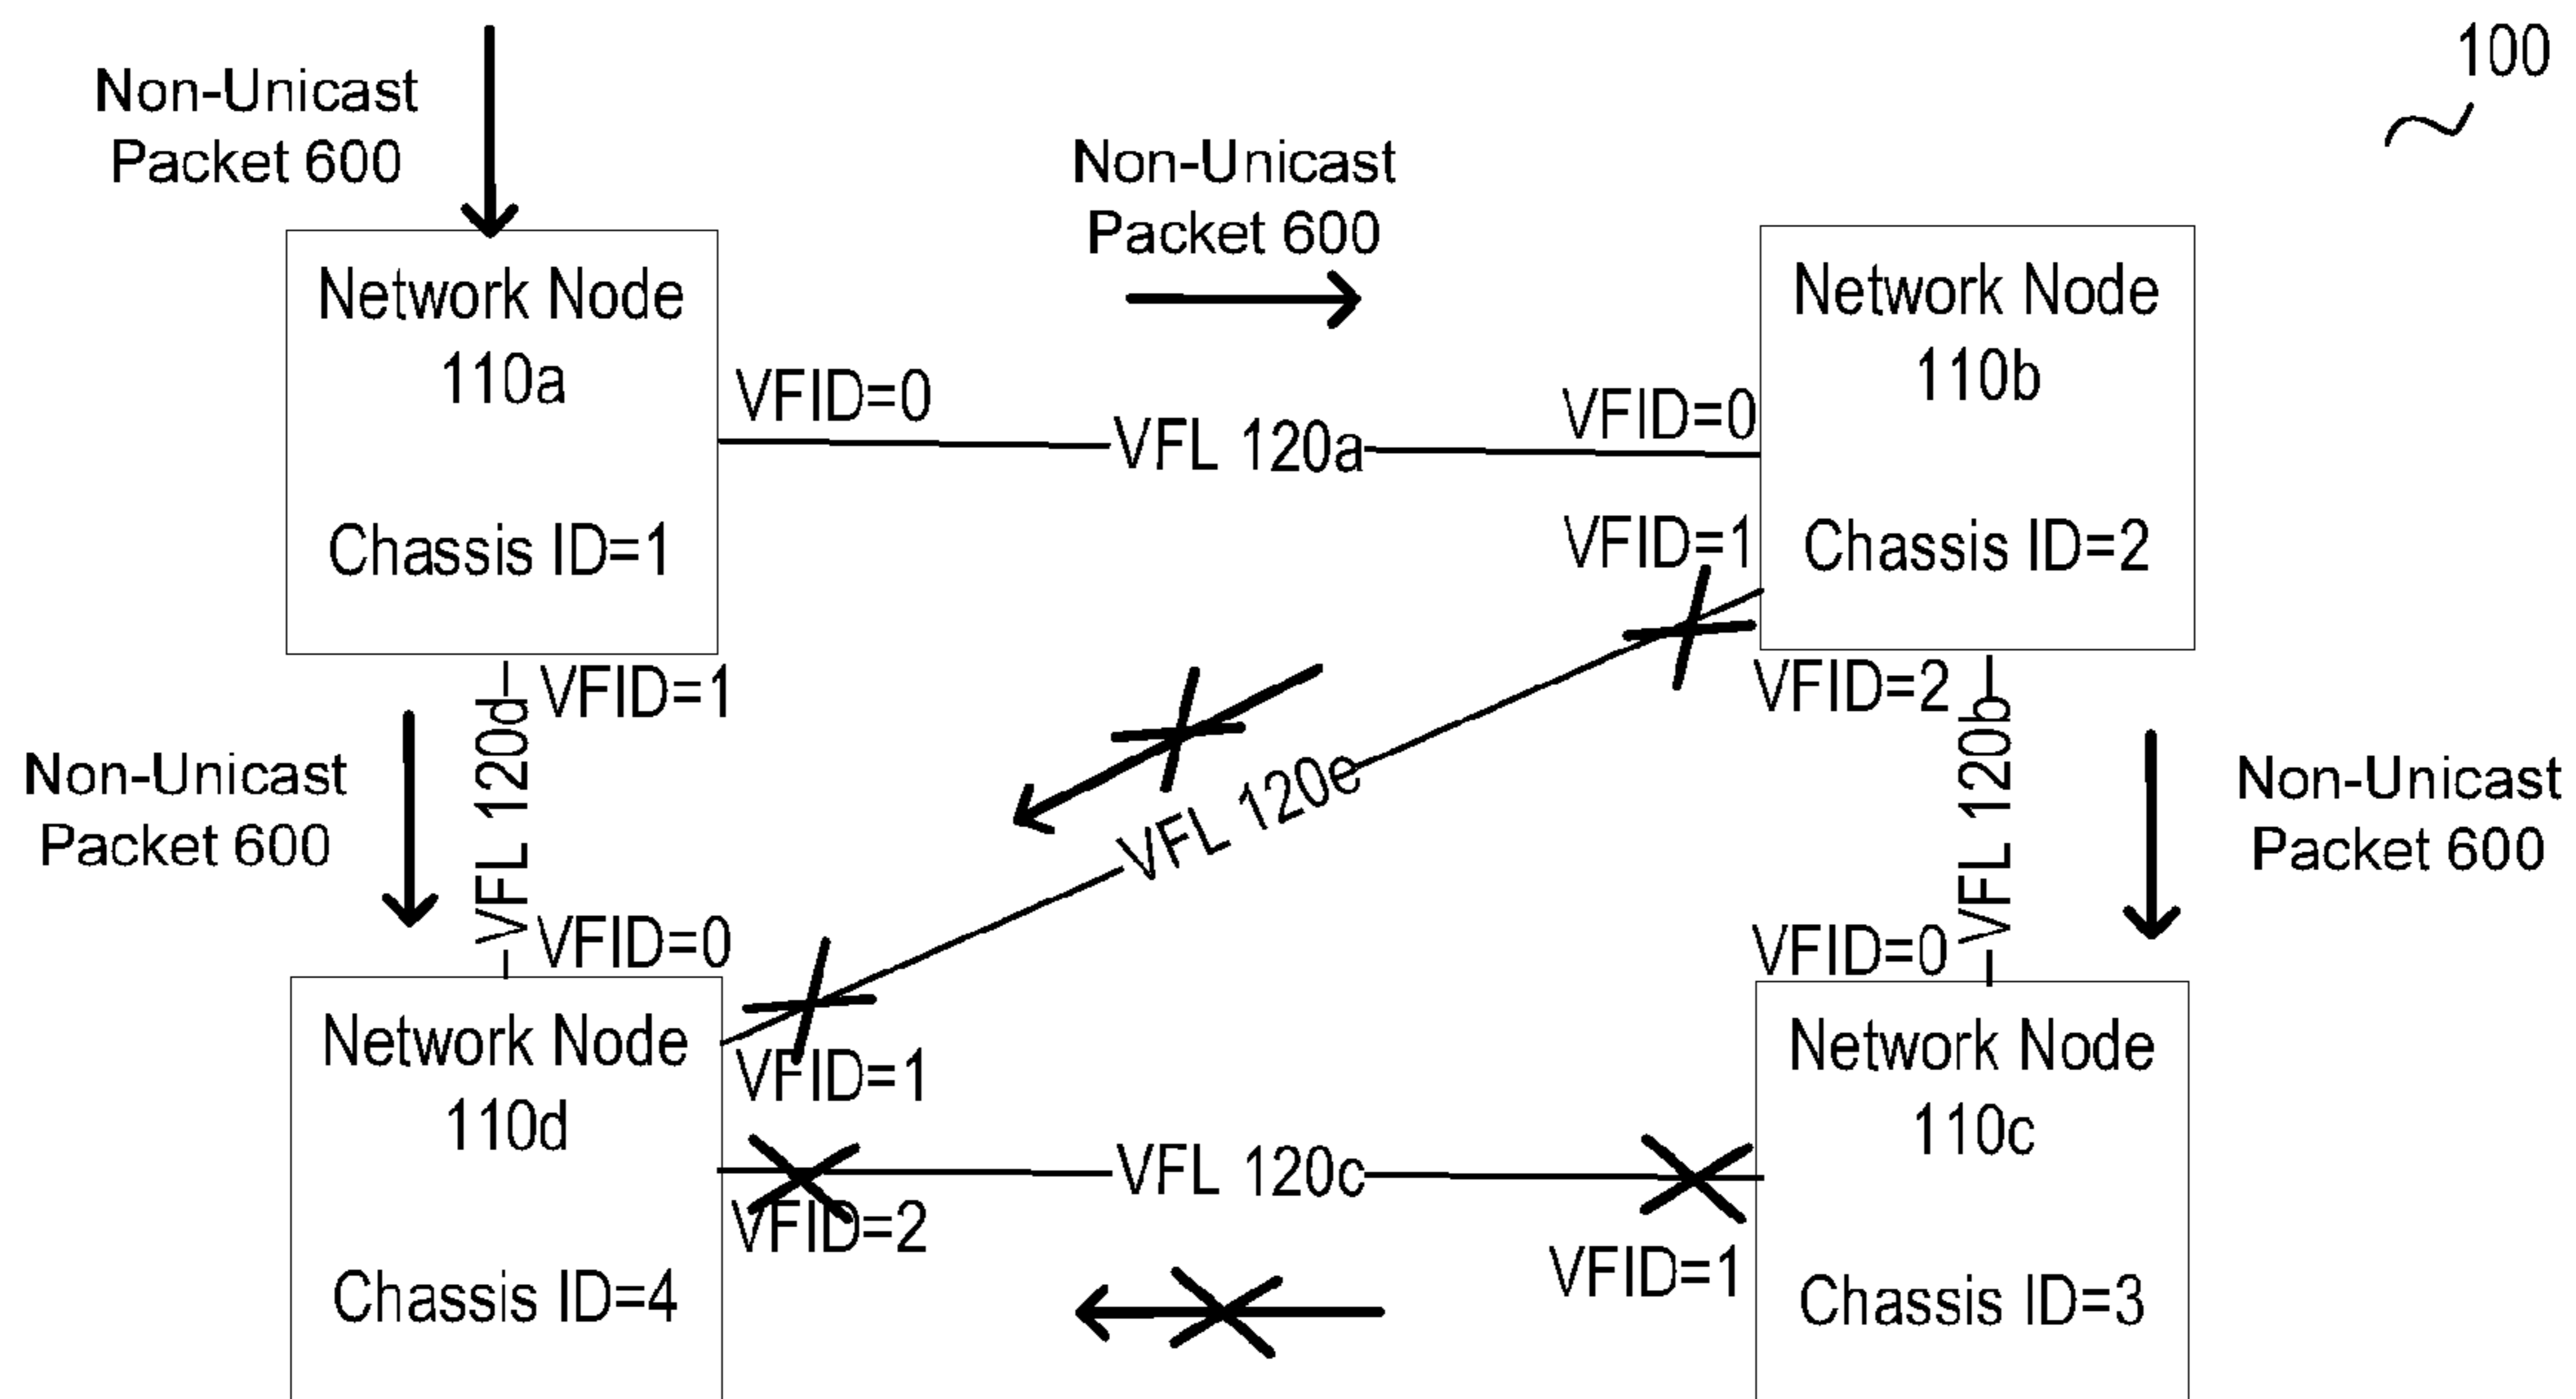 100
Non-Unicast
Packet 600
Non-Unicast
Packet 600
Network Node
110a
Chassis ID=1
Network Node
110b
Chassis ID=2
VFID=0
VFL 120a
VFID=0
VFID=1
VFID=1
VFID=2
VFL 120d
VFL 120e
VFL 120b
Non-Unicast
Packet 600
Non-Unicast
Packet 600
VFID=0
VFID=0
Network Node
110d
Chassis ID=4
VFID=1
VFID=2
VFL 120c
VFID=1
Network Node
110c
Chassis ID=3